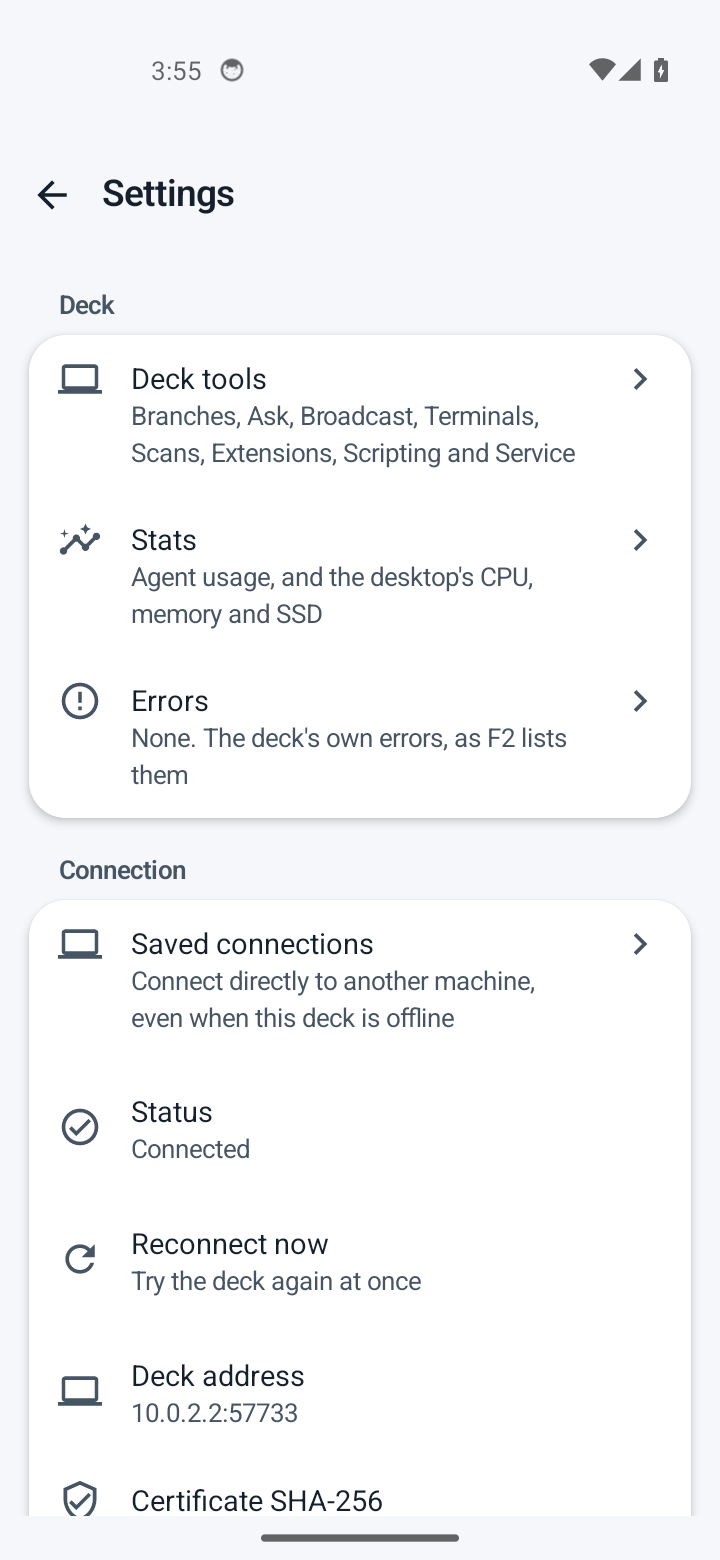 3:55
Settings
Deck
Deck tools
Branches, Ask, Broadcast, Terminals,
Scans, Extensions, Scripting and Service
Stats
Agent usage, and the desktop's CPU,
memory and SSD
Errors
None. The deck's own errors, as F2 lists
them
Connection
Saved connections
Connect directly to another machine,
even when this deck is offline
Status
Connected
Reconnect now
Try the deck again at once
Deck address
10.0.2.2:57733
Certificate SHA-256